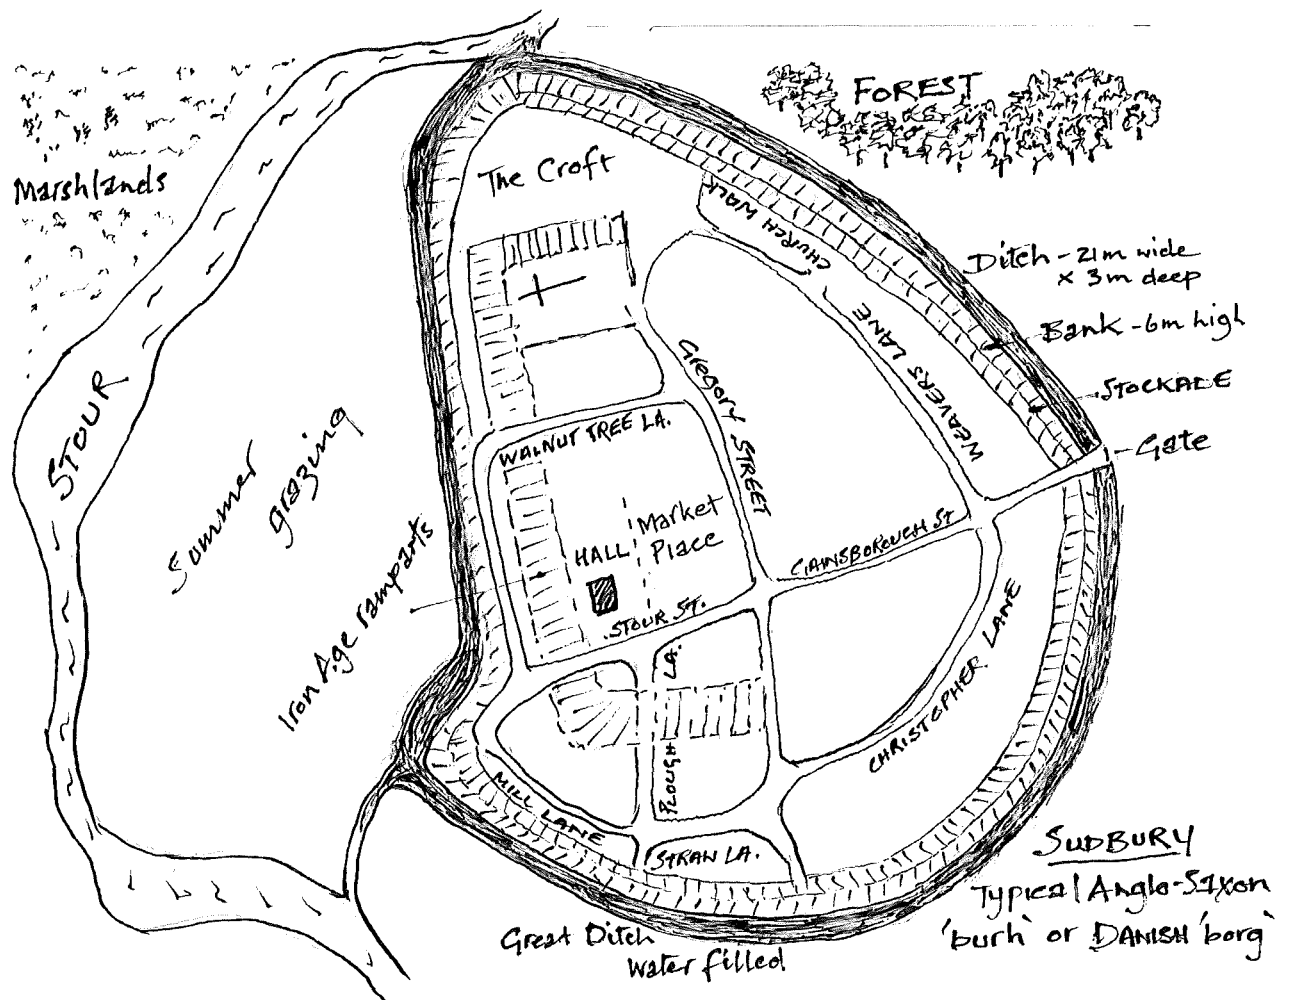 FOREST
Marshlands
The Croft
CHURCH WALK
Ditch - 21m wide
x 3m deep
Bank - 6m high
STOCKADE
Gate
STOUR
Summer
grazing
Gregory STREET
WEAVERS LANE
WALNUT TREE LA.
Market
Place
HALL
GAINSBOROUGH ST
STOUR ST.
Iron Age ramparts
PLOUGH LA.
CHRISTOPHER LANE
MILL LANE
STRAN LA.
SUDBURY
Typical Anglo-Saxon
'burh' or DANISH 'borg'
Great Ditch
Water filled